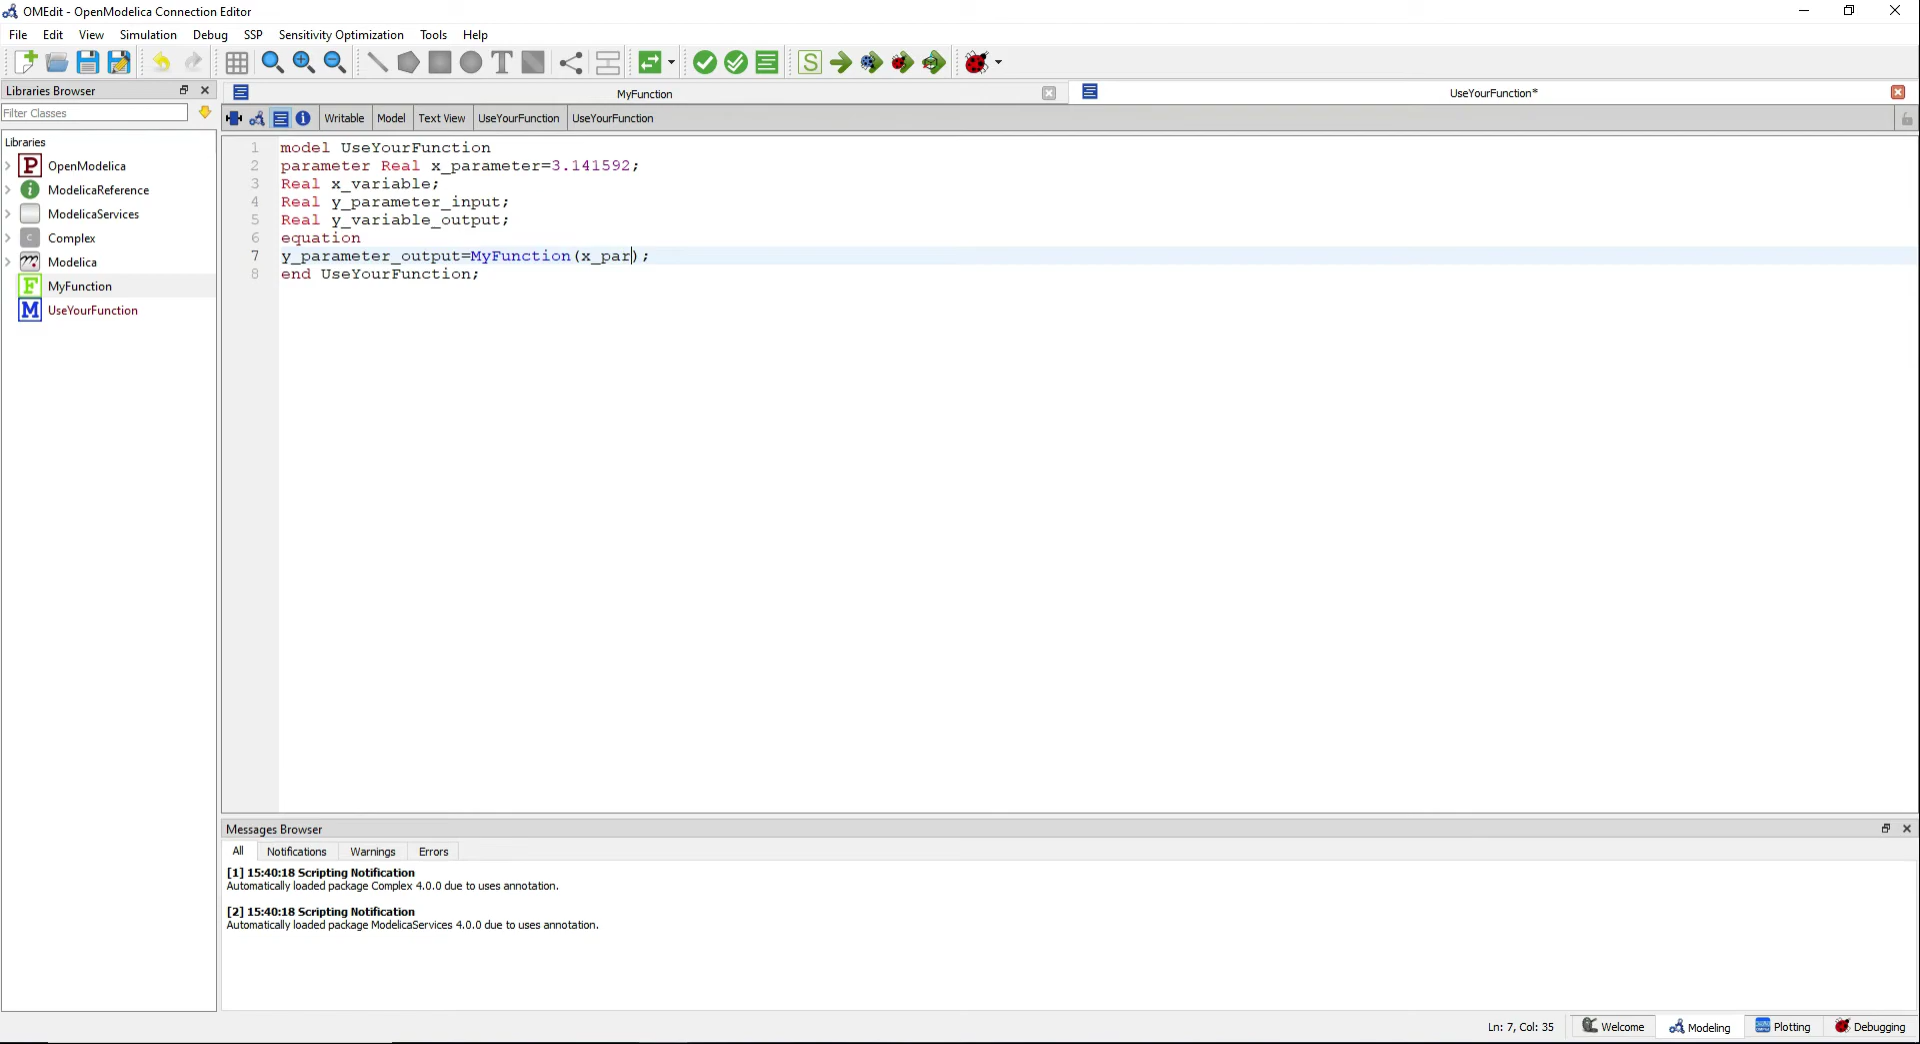 OMEdit - OpenModelica Connection Editor
File Edit View Simulation Debug SSP Sensitivity Optimization Tools Help
Libraries Browser
MyFunction
UseYourFunction*
Filter Classes
Writable Model Text View UseYourFunction UseYourFunction
Libraries
P OpenModelica
i ModelicaReference
ModelicaServices
C Complex
Modelica
F MyFunction
M UseYourFunction
1 model UseYourFunction
2 parameter Real x_parameter=3.141592;
3 Real x_variable;
4 Real y_parameter_input;
5 Real y_variable_output;
6 equation
7 y_parameter_output=MyFunction(x_par);
8 end UseYourFunction;
Messages Browser
All Notifications Warnings Errors
[1] 15:40:18 Scripting Notification
Automatically loaded package Complex 4.0.0 due to uses annotation.
[2] 15:40:18 Scripting Notification
Automatically loaded package ModelicaServices 4.0.0 due to uses annotation.
Ln: 7, Col: 35 Welcome Modeling Plotting Debugging